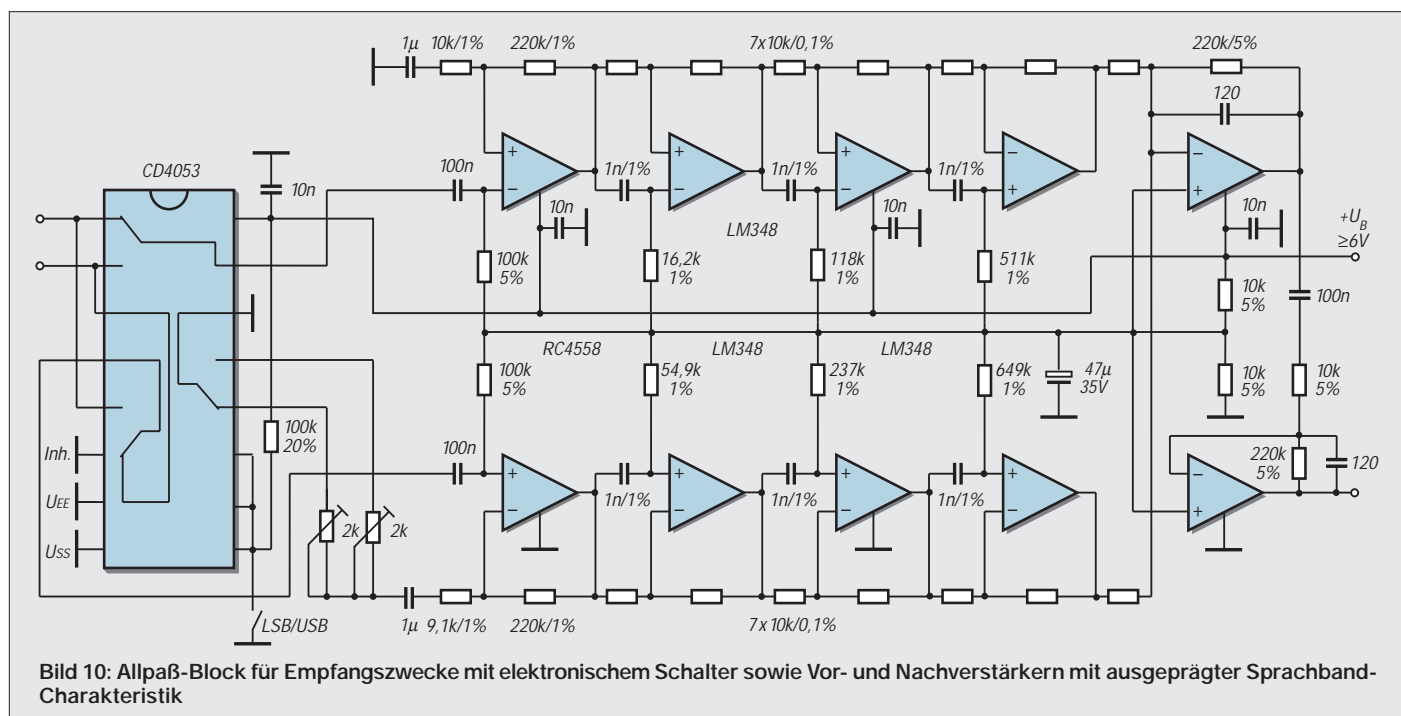 1µ
10k/1%
220k/1%
7x10k/0,1%
220k/5%
120
CD4053
10n
100n
+
−
1n/1%
+
−
1n/1%
+
−
1n/1%
−
+
−
+
10n
10n
10n
LM348
+UB
≥6V
100k
5%
16,2k
1%
118k
1%
511k
1%
10k
5%
100n
RC4558
LM348
LM348
100k
5%
54,9k
1%
237k
1%
649k
1%
47µ
35V
10k
5%
10k
5%
100k
20%
100n
+
−
1n/1%
+
−
1n/1%
+
−
1n/1%
+
−
−
+
220k
5%
120
Inh.
UEE
USS
2k
2k
LSB/USB
1µ
9,1k/1%
220k/1%
7x10k/0,1%
Bild 10: Allpaß-Block für Empfangszwecke mit elektronischem Schalter sowie Vor- und Nachverstärkern mit ausgeprägter Sprachband-
Charakteristik